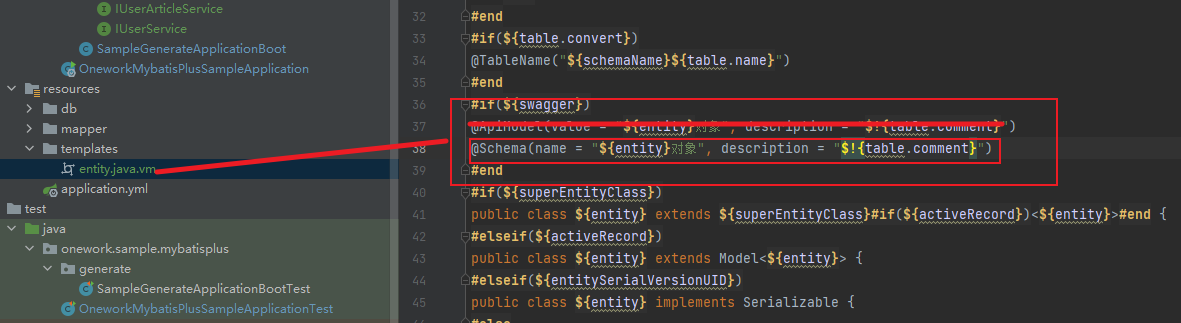 IUserArticleService
IUserService
SampleGenerateApplicationBoot
OneworkMybatisPlusSampleApplication
resources
db
mapper
templates
entity.java.vm
application.yml
test
java
onework.sample.mybatisplus
generate
SampleGenerateApplicationBootTest
OneworkMybatisPlusSampleApplicationTest
32 #end
33 #if(${table.convert})
34 @TableName("${schemaName}${table.name}")
35 #end
36 #if(${swagger})
37 @ApiModel(value = "${entity}对象", description = "$!{table.comment}")
38 @Schema(name = "${entity}对象", description = "$!{table.comment}")
39 #end
40 #if(${superEntityClass})
41 public class ${entity} extends ${superEntityClass}#if(${activeRecord})<${entity}>#end {
42 #elseif(${activeRecord})
43 public class ${entity} extends Model<${entity}> {
44 #elseif(${entitySerialVersionUID})
45 public class ${entity} implements Serializable {
#else